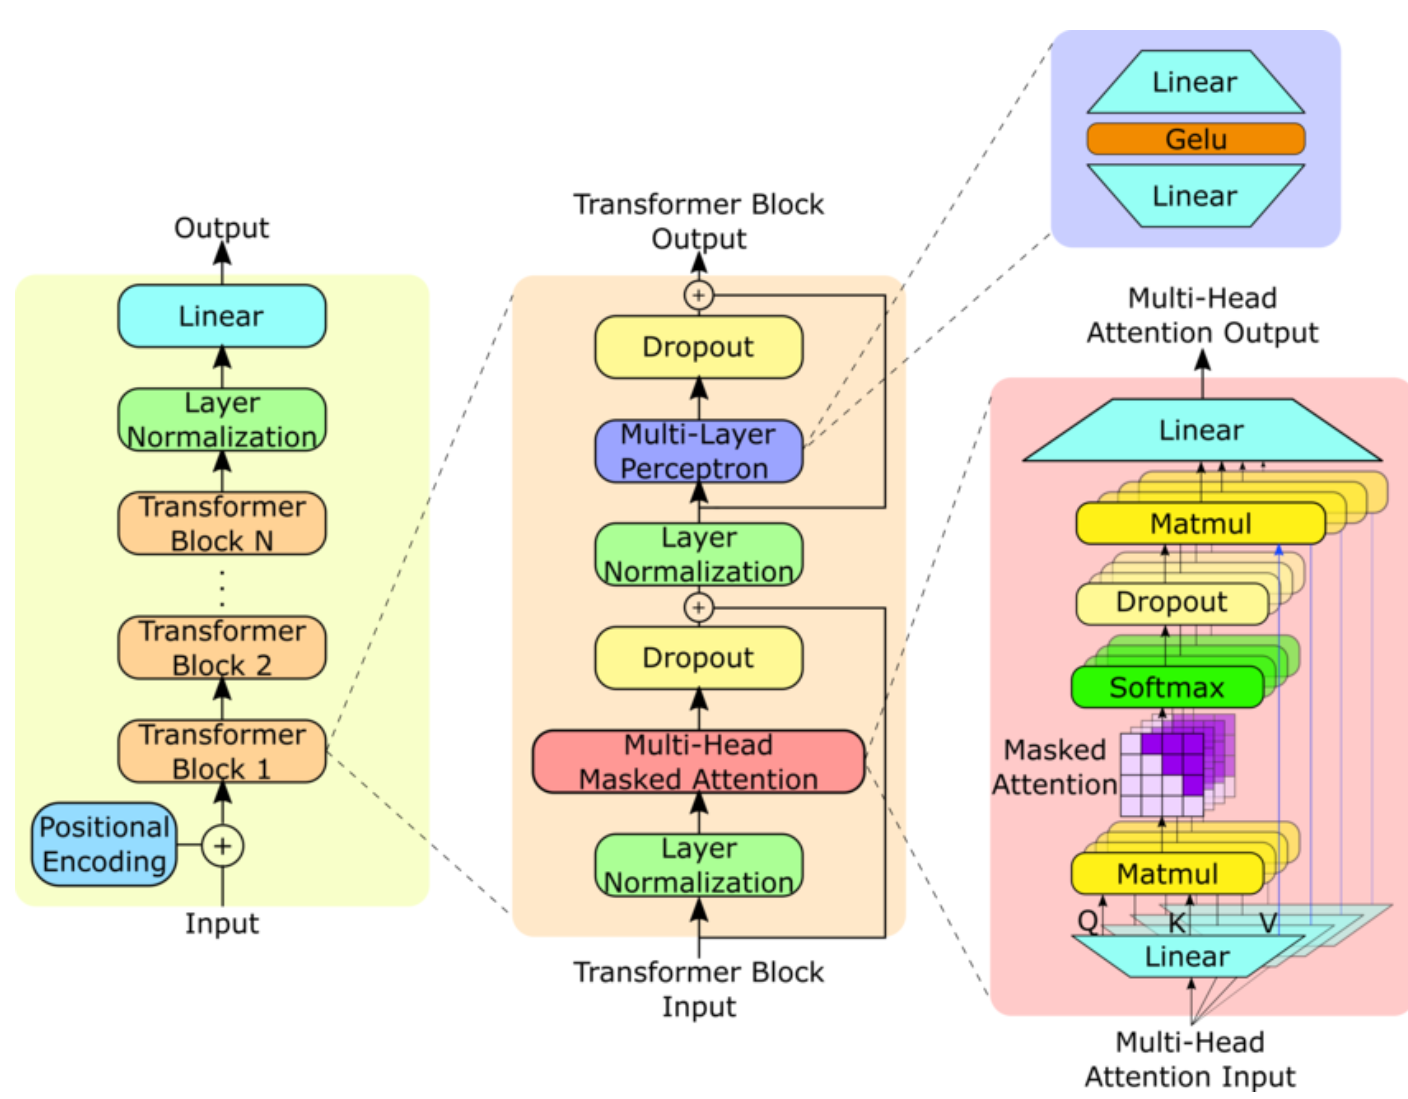 Output
Linear
Layer
Normalization
Transformer
Block N
Transformer
Block 2
Transformer
Block 1
Positional
Encoding
+
Input
Transformer Block
Output
+
Dropout
Multi-Layer
Perceptron
Layer
Normalization
+
Dropout
Multi-Head
Masked Attention
Layer
Normalization
Transformer Block
Input
Linear
Gelu
Linear
Multi-Head
Attention Output
Linear
Matmul
Dropout
Softmax
Masked
Attention
Matmul
Q K V
Linear
Multi-Head
Attention Input